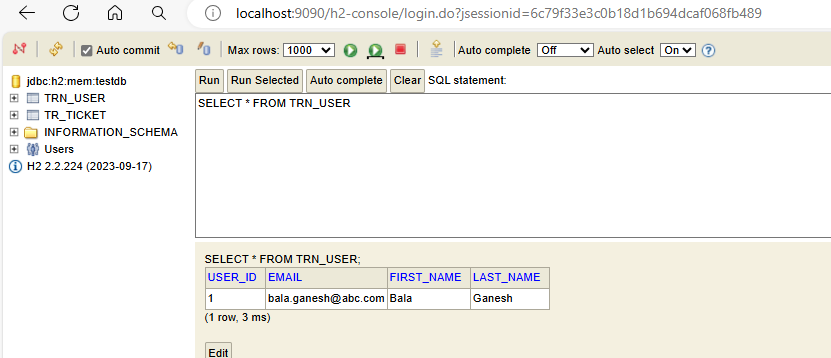 localhost:9090/h2-console/login.do?jsessionid=6c79f33e3c0b18d1b694dcaf068fb489
Auto commit Max rows: 1000 Auto complete Off Auto select On
jdbc:h2:mem:testdb
TRN_USER
TR_TICKET
INFORMATION_SCHEMA
Users
H2 2.2.224 (2023-09-17)
Run Run Selected Auto complete Clear SQL statement:
SELECT * FROM TRN_USER
SELECT * FROM TRN_USER;
USER_ID EMAIL FIRST_NAME LAST_NAME
1 bala.ganesh@abc.com Bala Ganesh
(1 row, 3 ms)
Edit